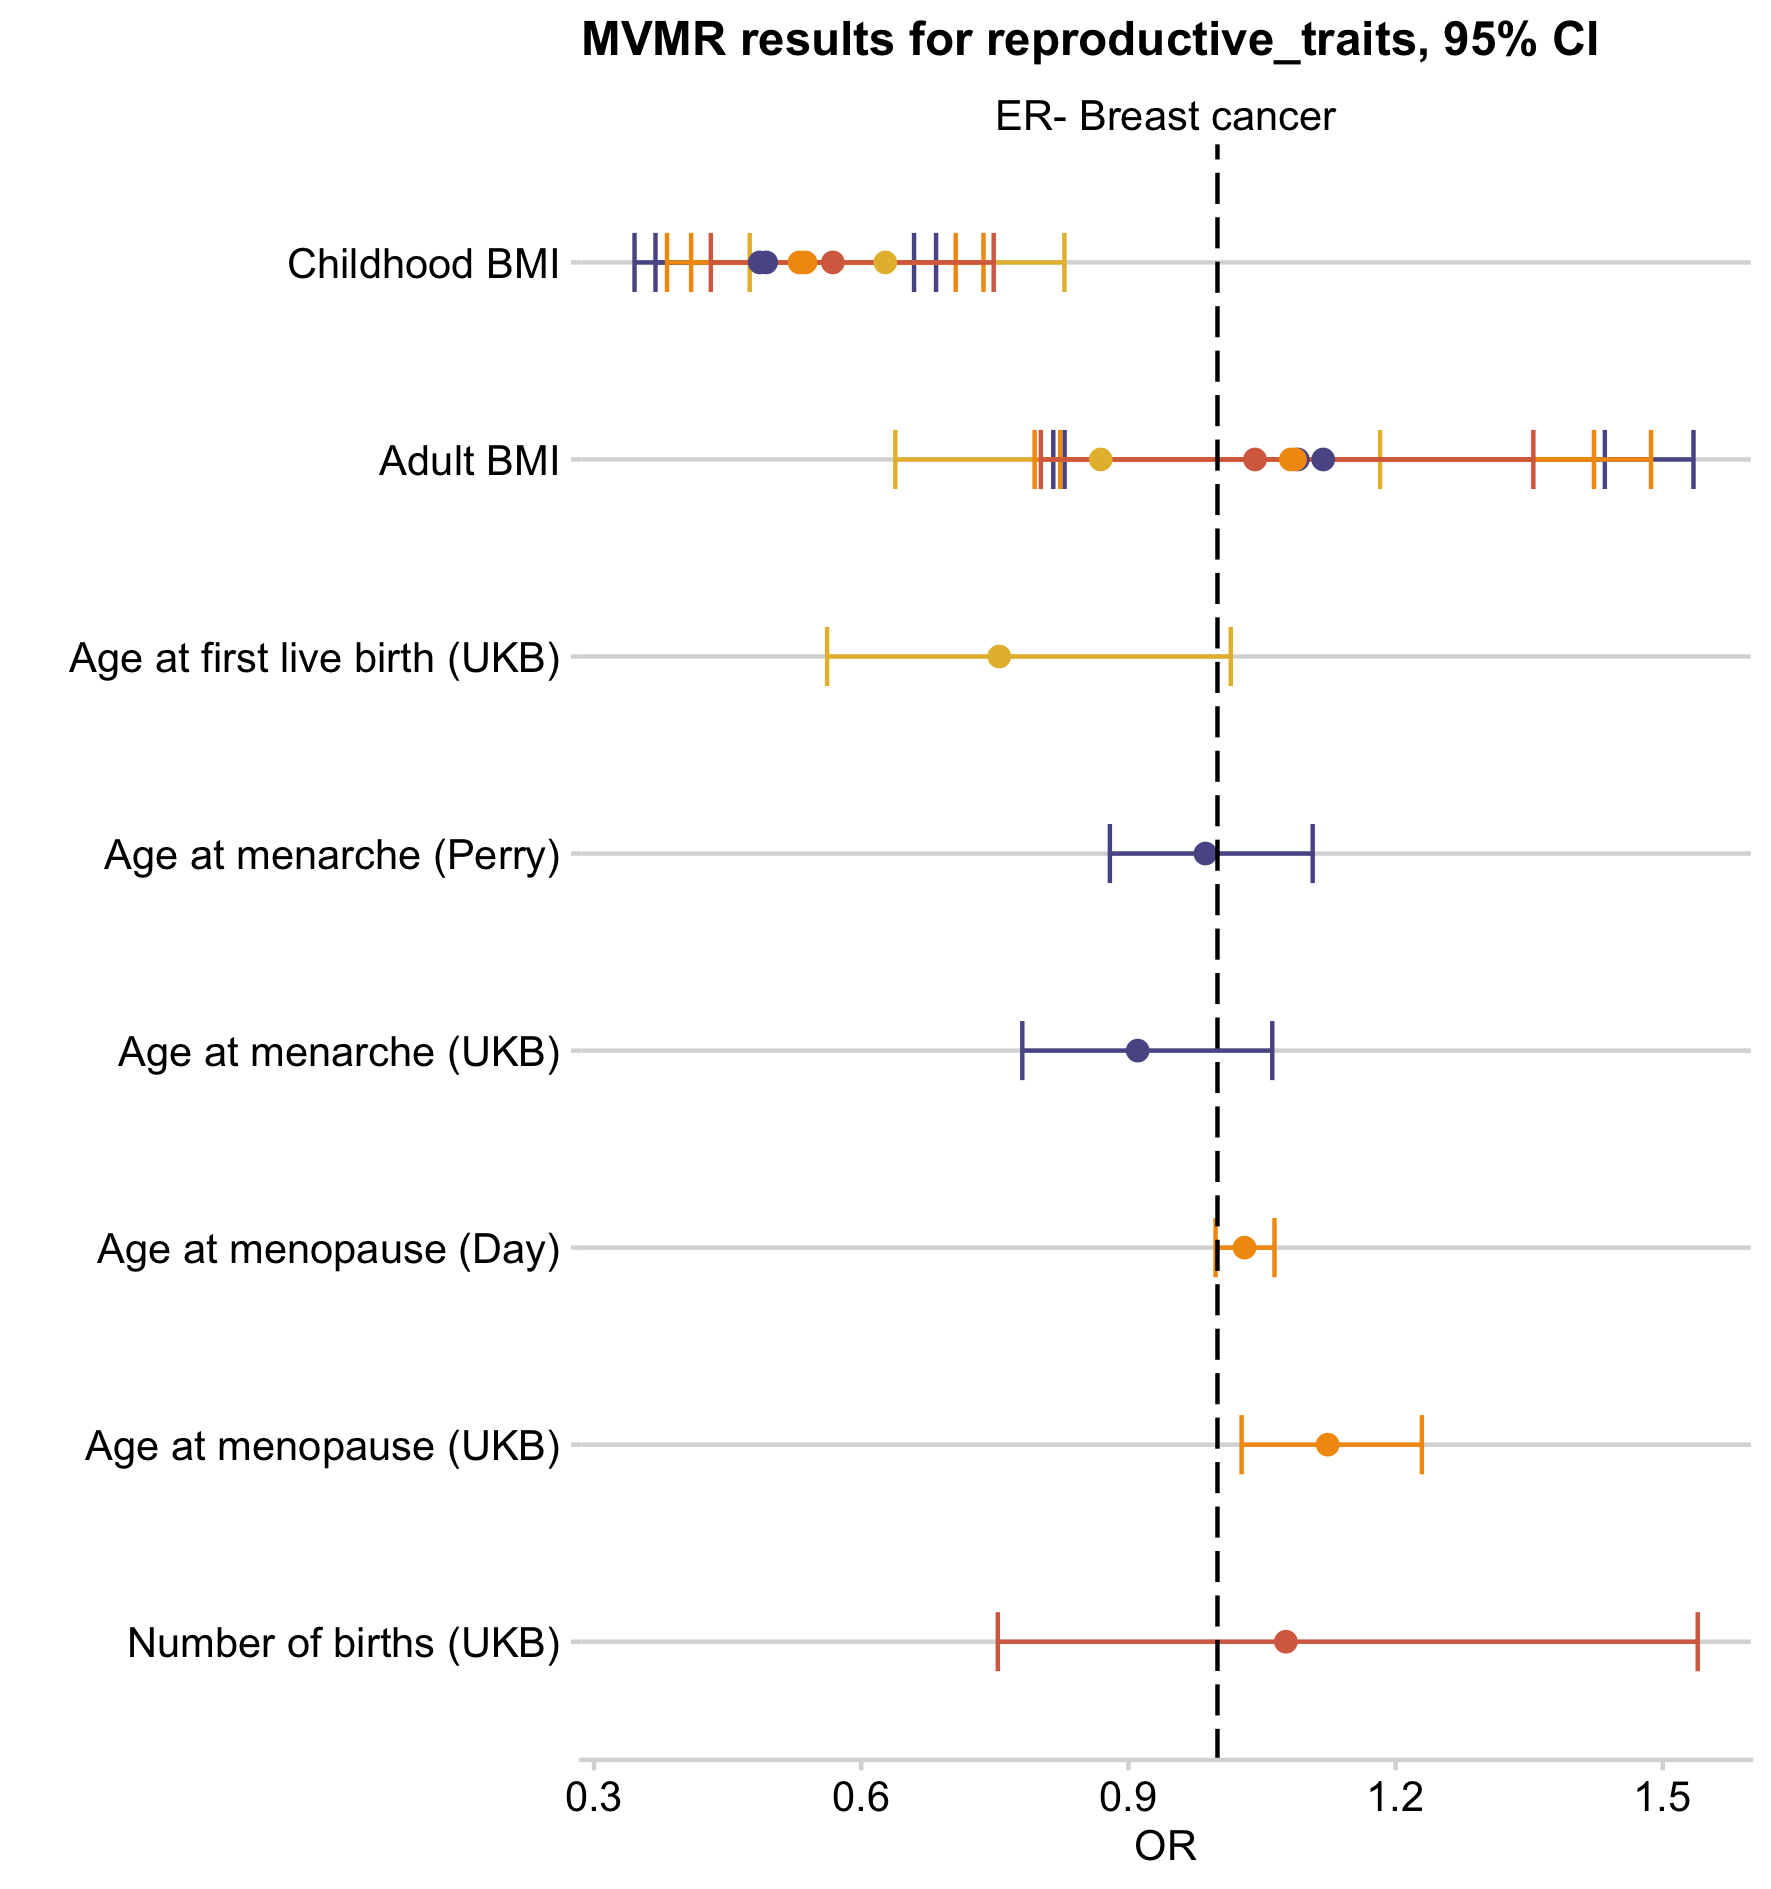 MVMR results for reproductive_traits, 95% CI
ER- Breast cancer
Childhood BMI
Adult BMI
Age at first live birth (UKB)
Age at menarche (Perry)
Age at menarche (UKB)
Age at menopause (Day)
Age at menopause (UKB)
Number of births (UKB)
0.3 0.6 0.9 1.2 1.5
OR